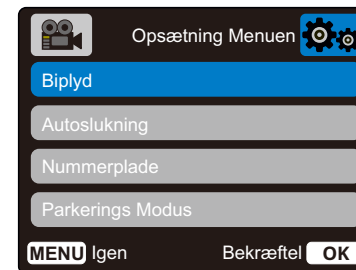 Opsætning Menuen
Biplyd
Autoslukning
Nummerplade
Parkerings Modus
MENU Igen Bekræftel OK